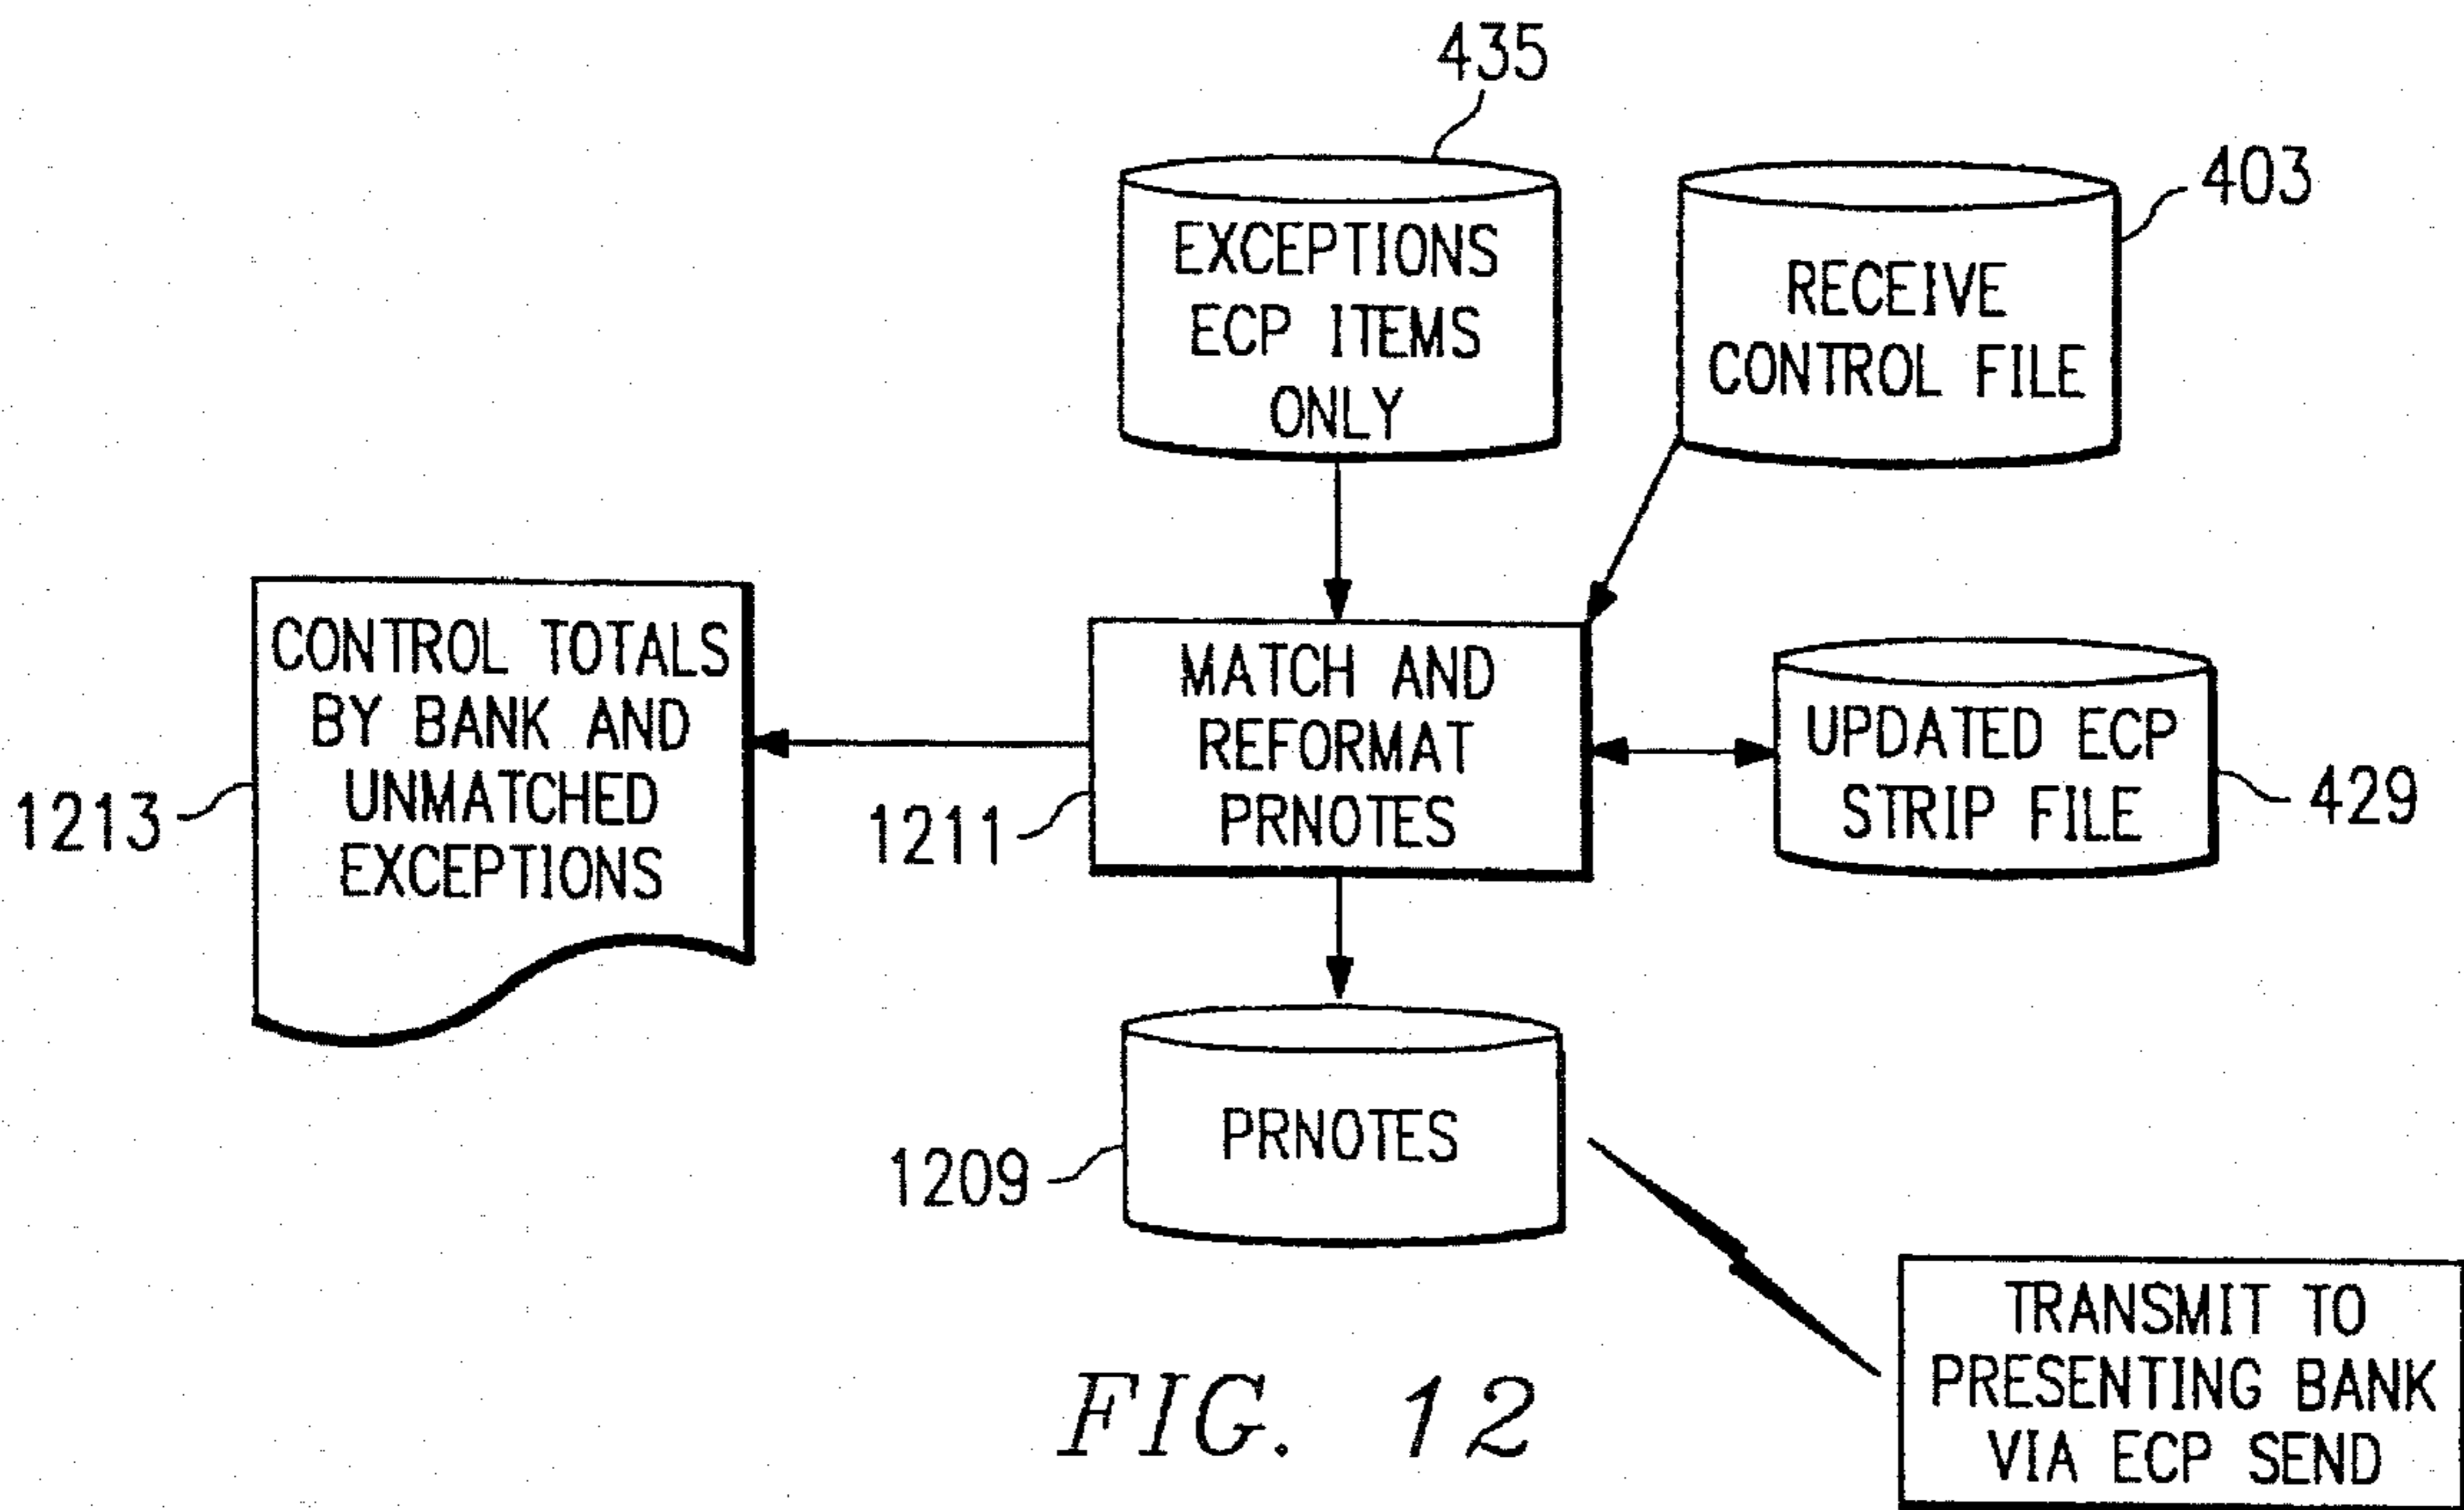 435
EXCEPTIONS
ECP ITEMS
ONLY
403
RECEIVE
CONTROL FILE
CONTROL TOTALS
BY BANK AND
UNMATCHED
EXCEPTIONS
1213
MATCH AND
REFORMAT
PRNOTES
1211
UPDATED ECP
STRIP FILE
429
PRNOTES
1209
TRANSMIT TO
PRESENTING BANK
VIA ECP SEND
FIG. 12